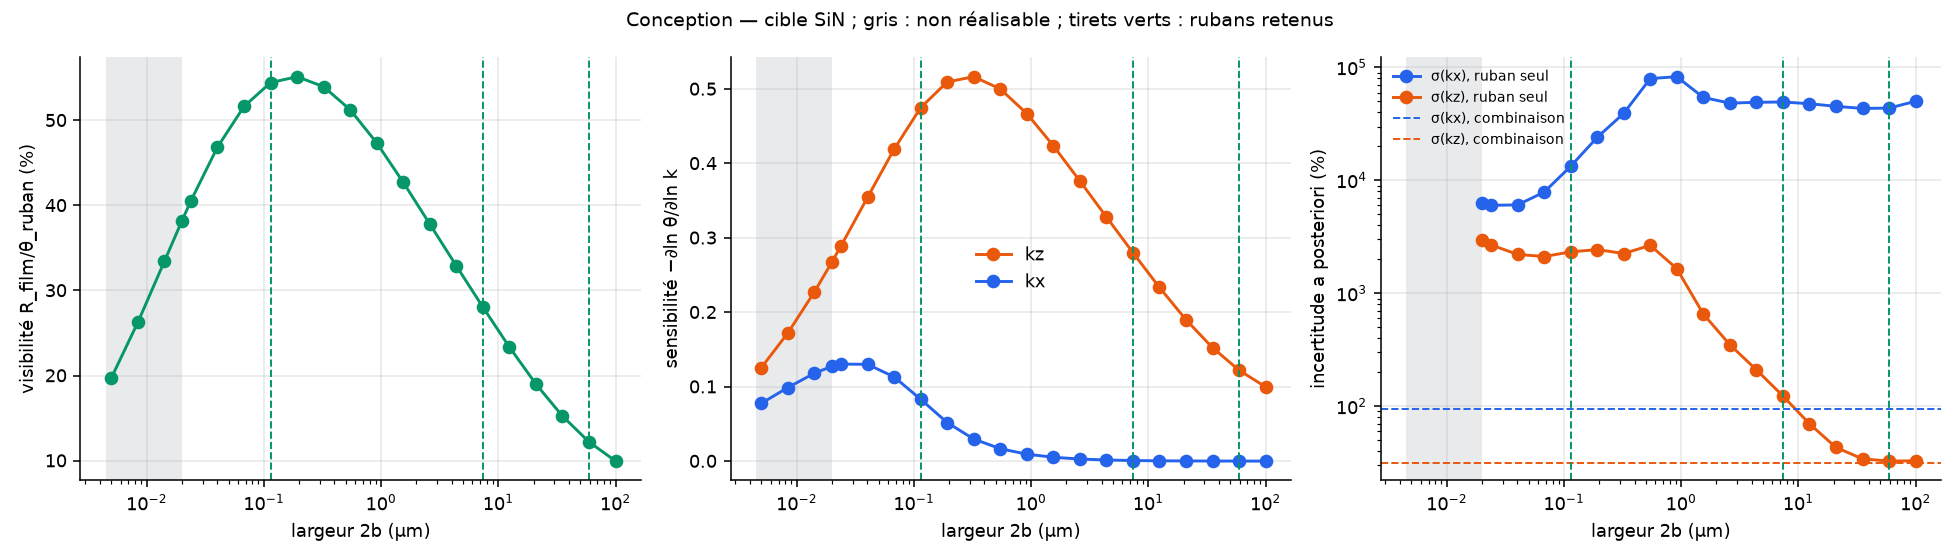 Conception — cible SiN ; gris : non réalisable ; tirets verts : rubans retenus
visibilité R_film/θ_ruban (%)
50
40
30
20
10
10⁻²
10⁻¹
10⁰
10¹
10²
largeur 2b (µm)
sensibilité −∂ln θ/∂ln k
0.5
0.4
0.3
0.2
0.1
0.0
kz
kx
10⁻²
10⁻¹
10⁰
10¹
10²
largeur 2b (µm)
incertitude a posteriori (%)
10⁵
10⁴
10³
10²
σ(kx), ruban seul
σ(kz), ruban seul
σ(kx), combinaison
σ(kz), combinaison
10⁻²
10⁻¹
10⁰
10¹
10²
largeur 2b (µm)